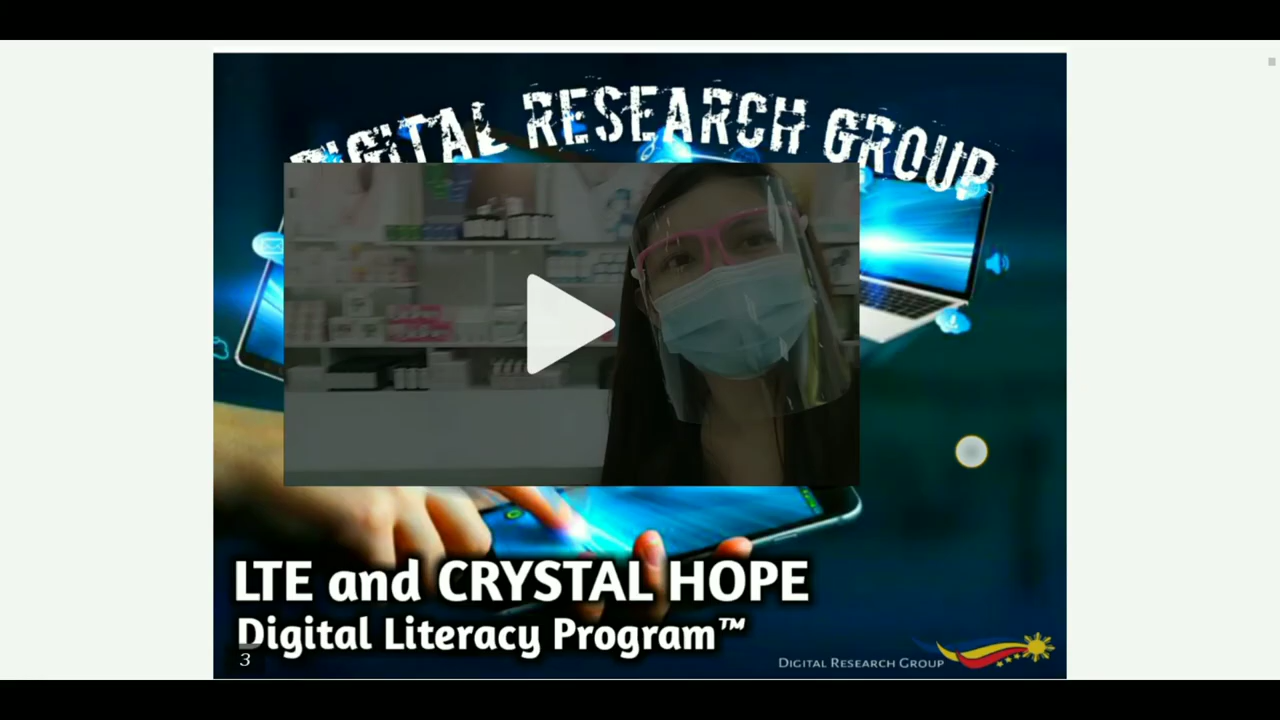 DIGITAL RESEARCH GROUP
LTE and CRYSTAL HOPE
Digital Literacy Program™
3
DIGITAL RESEARCH GROUP